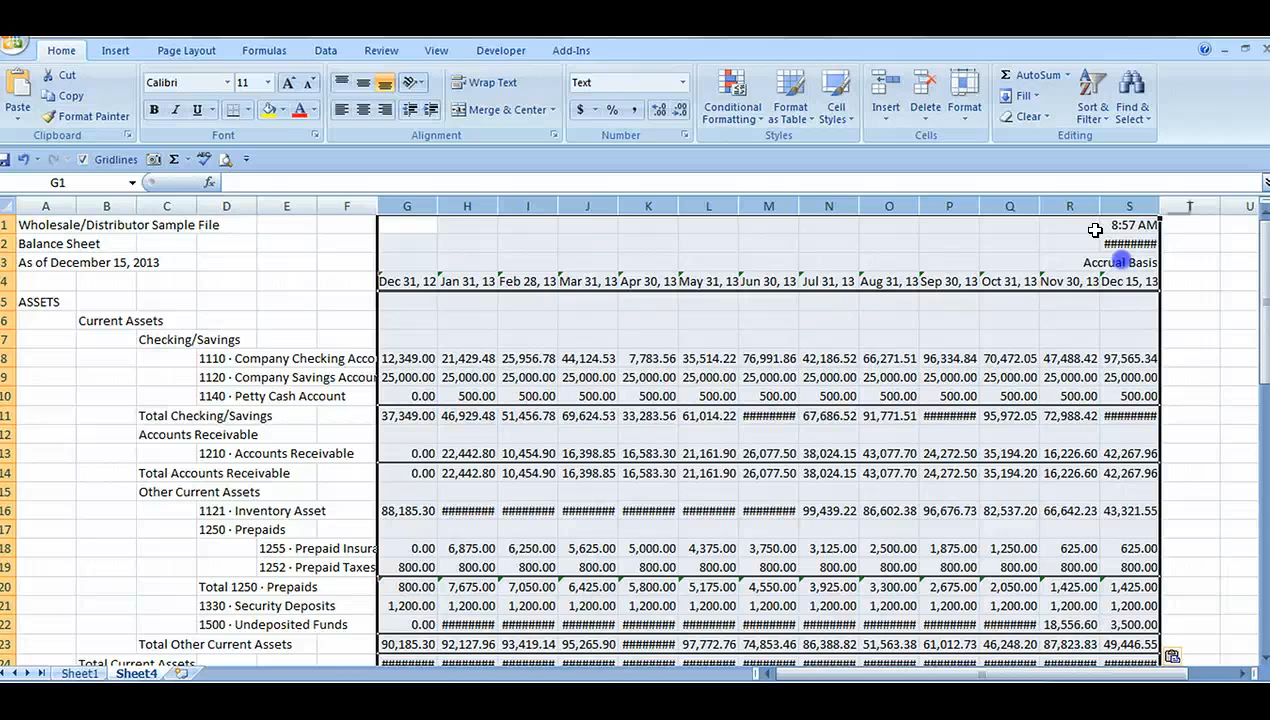 Home Insert Page Layout Formulas Data Review View Developer Add-Ins
Paste Cut Copy Format Painter Clipboard
Calibri 11 A A B I U A Font
Wrap Text Merge & Center Alignment
Text $ % , .0 .00 .00 .0 Number
Conditional Formatting Format as Table Cell Styles Styles
Insert Delete Format Cells
Σ AutoSum Fill Clear Sort & Filter Find & Select Editing
Gridlines Σ
G1 fx
A B C D E F G H I J K L M N O P Q R S T U
1 Wholesale/Distributor Sample File 8:57 AM
2 Balance Sheet ########
3 As of December 15, 2013 Accrual Basis
4 Dec 31, 12 Jan 31, 13 Feb 28, 13 Mar 31, 13 Apr 30, 13 May 31, 13 Jun 30, 13 Jul 31, 13 Aug 31, 13 Sep 30, 13 Oct 31, 13 Nov 30, 13 Dec 15, 13
5 ASSETS
6 Current Assets
7 Checking/Savings
8 1110 · Company Checking Acco 12,349.00 21,429.48 25,956.78 44,124.53 7,783.56 35,514.22 76,991.86 42,186.52 66,271.51 96,334.84 70,472.05 47,488.42 97,565.34
9 1120 · Company Savings Accou 25,000.00 25,000.00 25,000.00 25,000.00 25,000.00 25,000.00 25,000.00 25,000.00 25,000.00 25,000.00 25,000.00 25,000.00 25,000.00
10 1140 · Petty Cash Account 0.00 500.00 500.00 500.00 500.00 500.00 500.00 500.00 500.00 500.00 500.00 500.00 500.00
11 Total Checking/Savings 37,349.00 46,929.48 51,456.78 69,624.53 33,283.56 61,014.22 ######## 67,686.52 91,771.51 ######## 95,972.05 72,988.42 ########
12 Accounts Receivable
13 1210 · Accounts Receivable 0.00 22,442.80 10,454.90 16,398.85 16,583.30 21,161.90 26,077.50 38,024.15 43,077.70 24,272.50 35,194.20 16,226.60 42,267.96
14 Total Accounts Receivable 0.00 22,442.80 10,454.90 16,398.85 16,583.30 21,161.90 26,077.50 38,024.15 43,077.70 24,272.50 35,194.20 16,226.60 42,267.96
15 Other Current Assets
16 1121 · Inventory Asset 88,185.30 ######## ######## ######## ######## ######## ######## 99,439.22 86,602.38 96,676.73 82,537.20 66,642.23 43,321.55
17 1250 · Prepaids
18 1255 · Prepaid Insura 0.00 6,875.00 6,250.00 5,625.00 5,000.00 4,375.00 3,750.00 3,125.00 2,500.00 1,875.00 1,250.00 625.00 625.00
19 1252 · Prepaid Taxes 800.00 800.00 800.00 800.00 800.00 800.00 800.00 800.00 800.00 800.00 800.00 800.00 800.00
20 Total 1250 · Prepaids 800.00 7,675.00 7,050.00 6,425.00 5,800.00 5,175.00 4,550.00 3,925.00 3,300.00 2,675.00 2,050.00 1,425.00 1,425.00
21 1330 · Security Deposits 1,200.00 1,200.00 1,200.00 1,200.00 1,200.00 1,200.00 1,200.00 1,200.00 1,200.00 1,200.00 1,200.00 1,200.00 1,200.00
22 1500 · Undeposited Funds 0.00 ######## ######## ######## ######## ######## ######## ######## ######## ######## ######## 18,556.60 3,500.00
23 Total Other Current Assets 90,185.30 92,127.96 93,419.14 95,265.90 ######## 97,772.76 74,853.46 86,388.82 51,563.38 61,012.73 46,248.20 87,823.83 49,446.55
24 Total Current Assets ######## ######## ######## ######## ######## ######## ######## ######## ######## ######## ######## ######## ########
Sheet1 Sheet4